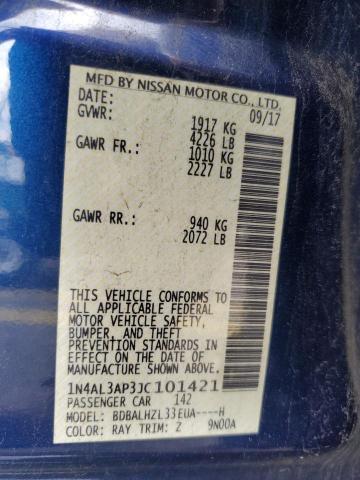 MFD BY NISSAN MOTOR CO., LTD.
DATE: 09/17
GVWR: 1917 KG
4226 LB
GAWR FR.: 1010 KG
2227 LB
GAWR RR.: 940 KG
2072 LB
THIS VEHICLE CONFORMS TO
ALL APPLICABLE FEDERAL
MOTOR VEHICLE SAFETY,
BUMPER, AND THEFT
PREVENTION STANDARDS
IN EFFECT ON THE DATE OF
MANUFACTURE SHOWN ABOVE.
1N4AL3AP3JC101421
PASSENGER CAR 142
MODEL: BDBALHZL33EUA----H
COLOR: RAY TRIM: Z 9N00A